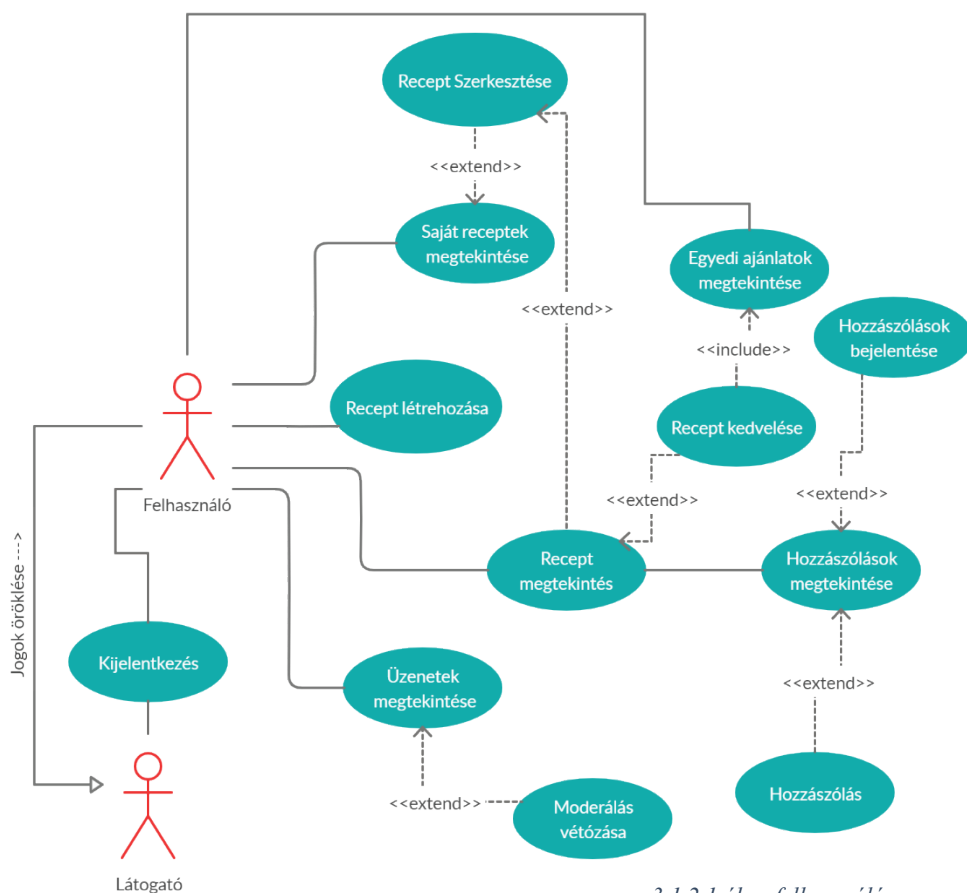 Recept Szerkesztése
<<extend>>
Saját receptek
megtekintése
Egyedi ajánlatok
megtekintése
<<extend>>
Hozzászólások
bejelentése
<<include>>
Recept létrehozása
Recept kedvelése
Felhasználó
<<extend>>
<<extend>>
Recept
megtekintés
Hozzászólások
megtekintése
Jogok öröklése --->
Kijelentkezés
Üzenetek
megtekintése
<<extend>>
<<extend>>
Moderálás
vétózása
Hozzászólás
Látogató